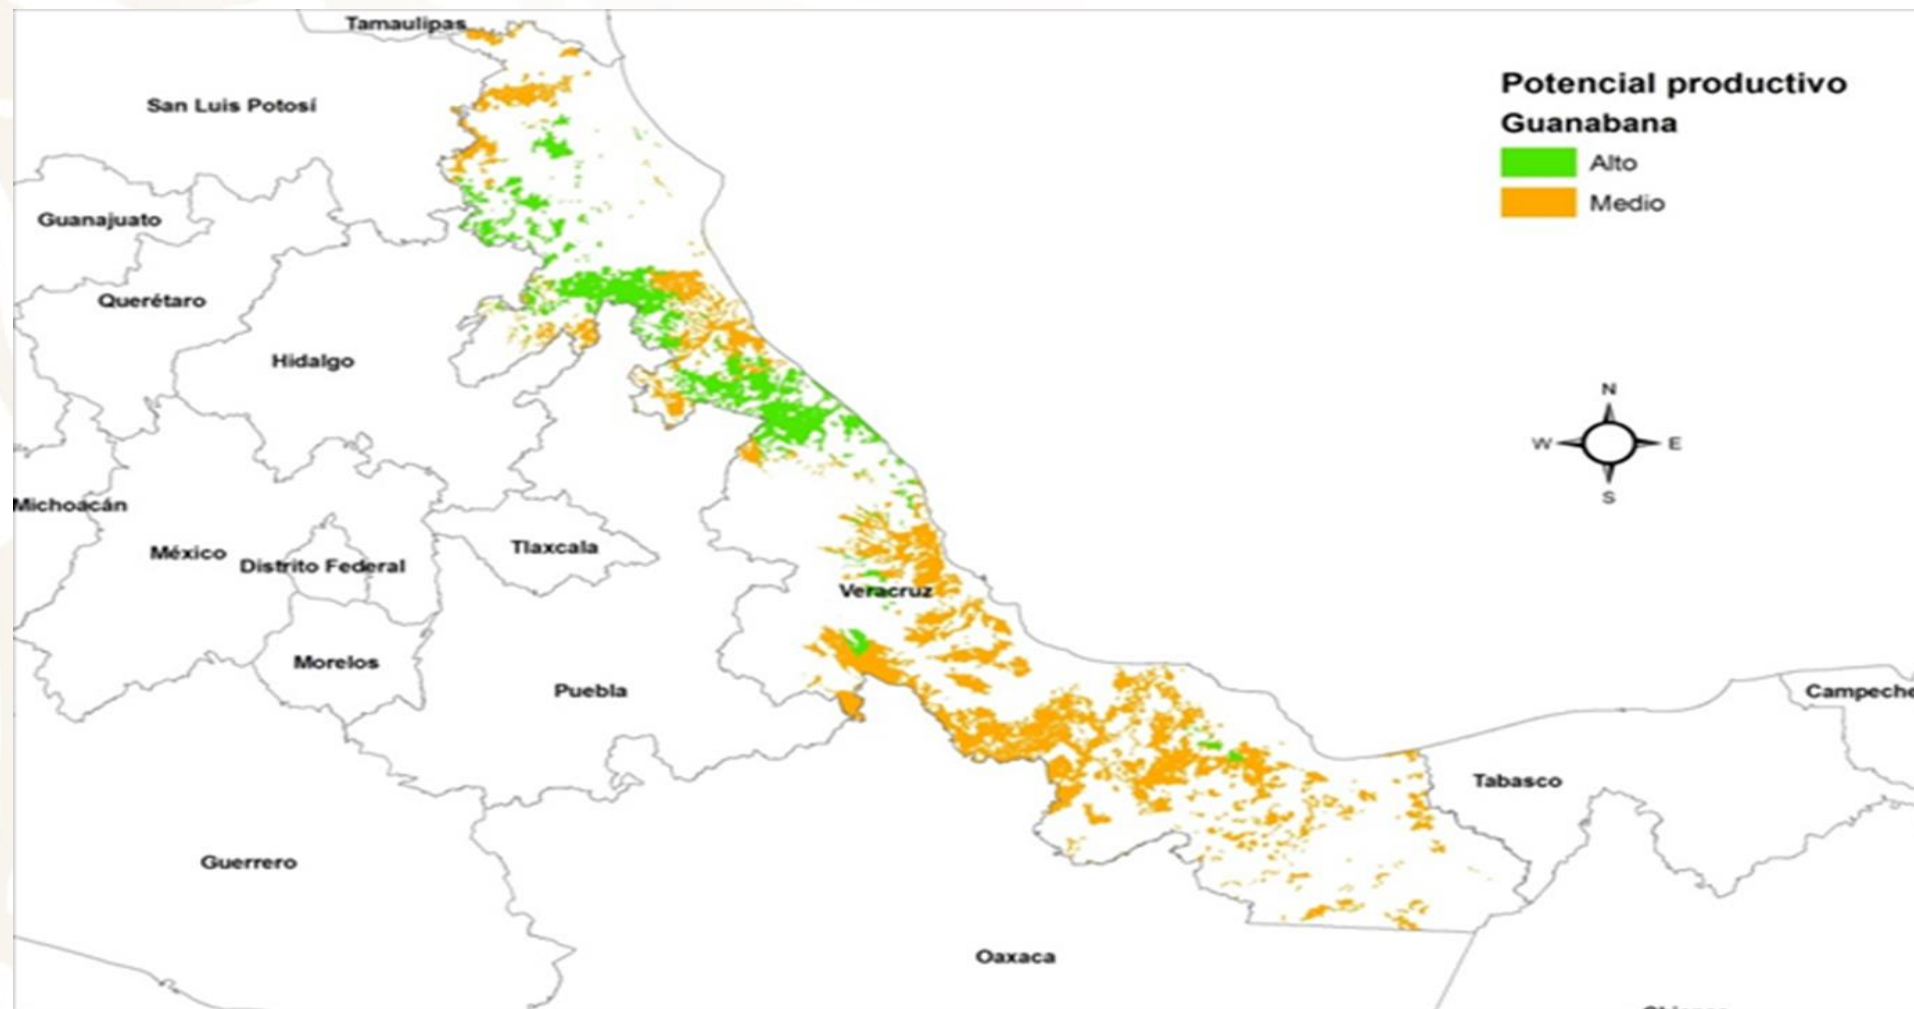 Tamaulipas
Potencial productivo
San Luis Potosí
Guanabana
Alto
Medio
Guanajuato
Querétaro
Hidalgo
N
W E
S
Michoacán
México
Distrito Federal
Tlaxcala
Veracruz
Morelos
Puebla
Campeche
Tabasco
Guerrero
Oaxaca